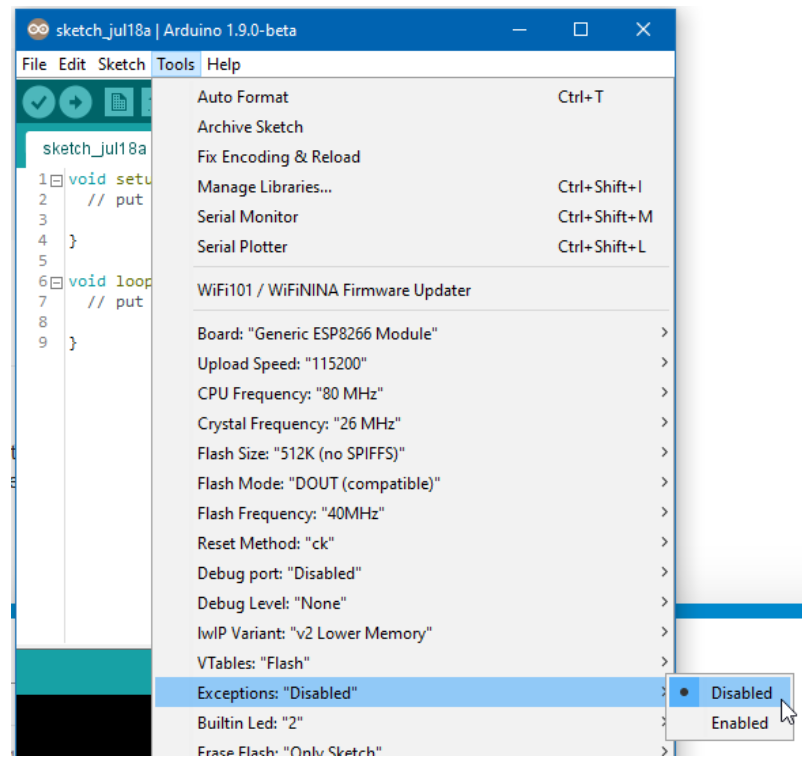 sketch_jul18a | Arduino 1.9.0-beta
File Edit Sketch Tools Help
Auto Format Ctrl+T
Archive Sketch
Fix Encoding & Reload
Manage Libraries... Ctrl+Shift+I
Serial Monitor Ctrl+Shift+M
Serial Plotter Ctrl+Shift+L
WiFi101 / WiFiNINA Firmware Updater
Board: "Generic ESP8266 Module"
Upload Speed: "115200"
CPU Frequency: "80 MHz"
Crystal Frequency: "26 MHz"
Flash Size: "512K (no SPIFFS)"
Flash Mode: "DOUT (compatible)"
Flash Frequency: "40MHz"
Reset Method: "ck"
Debug port: "Disabled"
Debug Level: "None"
lwIP Variant: "v2 Lower Memory"
VTables: "Flash"
Exceptions: "Disabled"
Builtin Led: "2"
Erase Flash: "Only Sketch"
Disabled
Enabled
sketch_jul18a
1 void setu
2 // put
3
4 }
5
6 void loop
7 // put
8
9 }